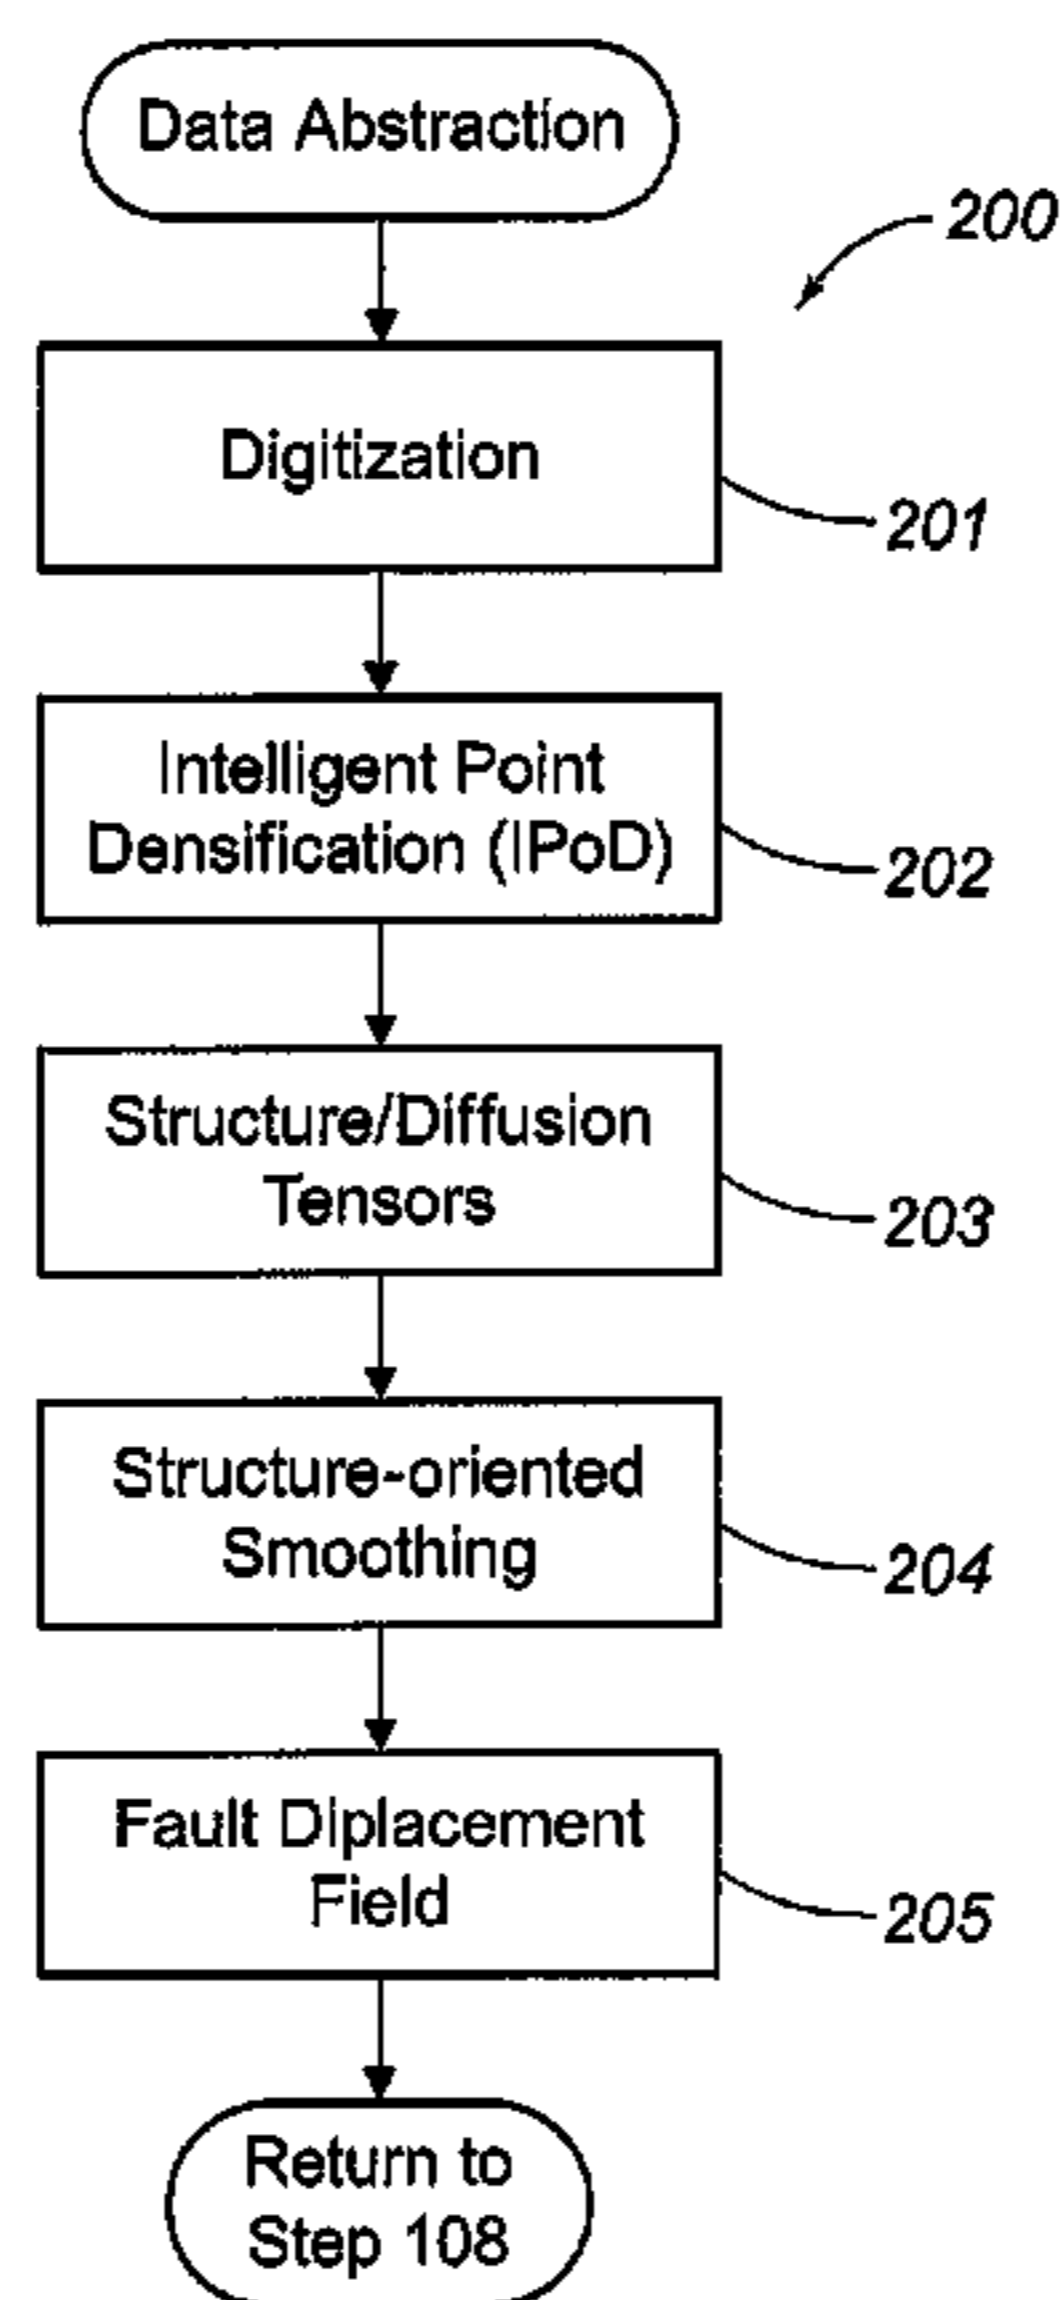 Data Abstraction
200
Digitization
201
Intelligent Point
Densification (IPoD)
202
Structure/Diffusion
Tensors
203
Structure-oriented
Smoothing
204
Fault Diplacement
Field
205
Return to
Step 108